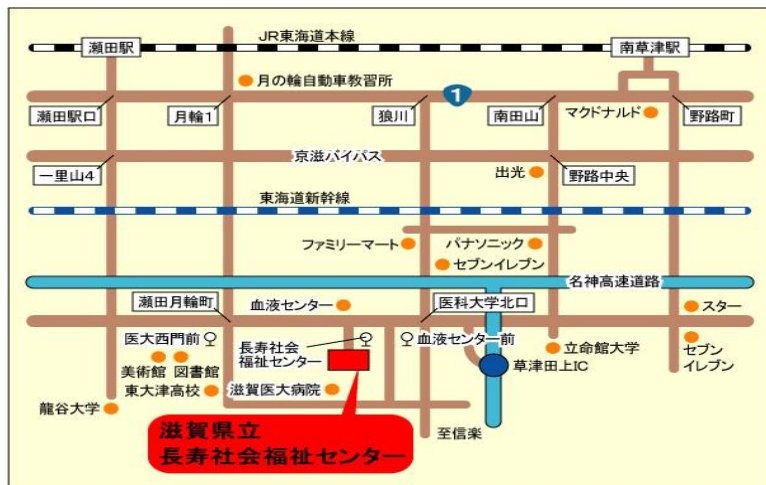 JR東海道本線
瀬田駅
南草津駅
月の輪自動車教習所
1
瀬田駅口
月輪1
狼川
南田山
マクドナルド
野路町
京滋バイパス
一里山4
出光
野路中央
東海道新幹線
ファミリーマート
パナソニック
セブンイレブン
名神高速道路
瀬田月輪町
血液センター
医科大学北口
スター
医大西門前
長寿社会
福祉センター
血液センター前
立命館大学
セブン
イレブン
美術館
図書館
草津田上IC
東大津高校
滋賀医大病院
龍谷大学
至信楽
滋賀県立
長寿社会福祉センター